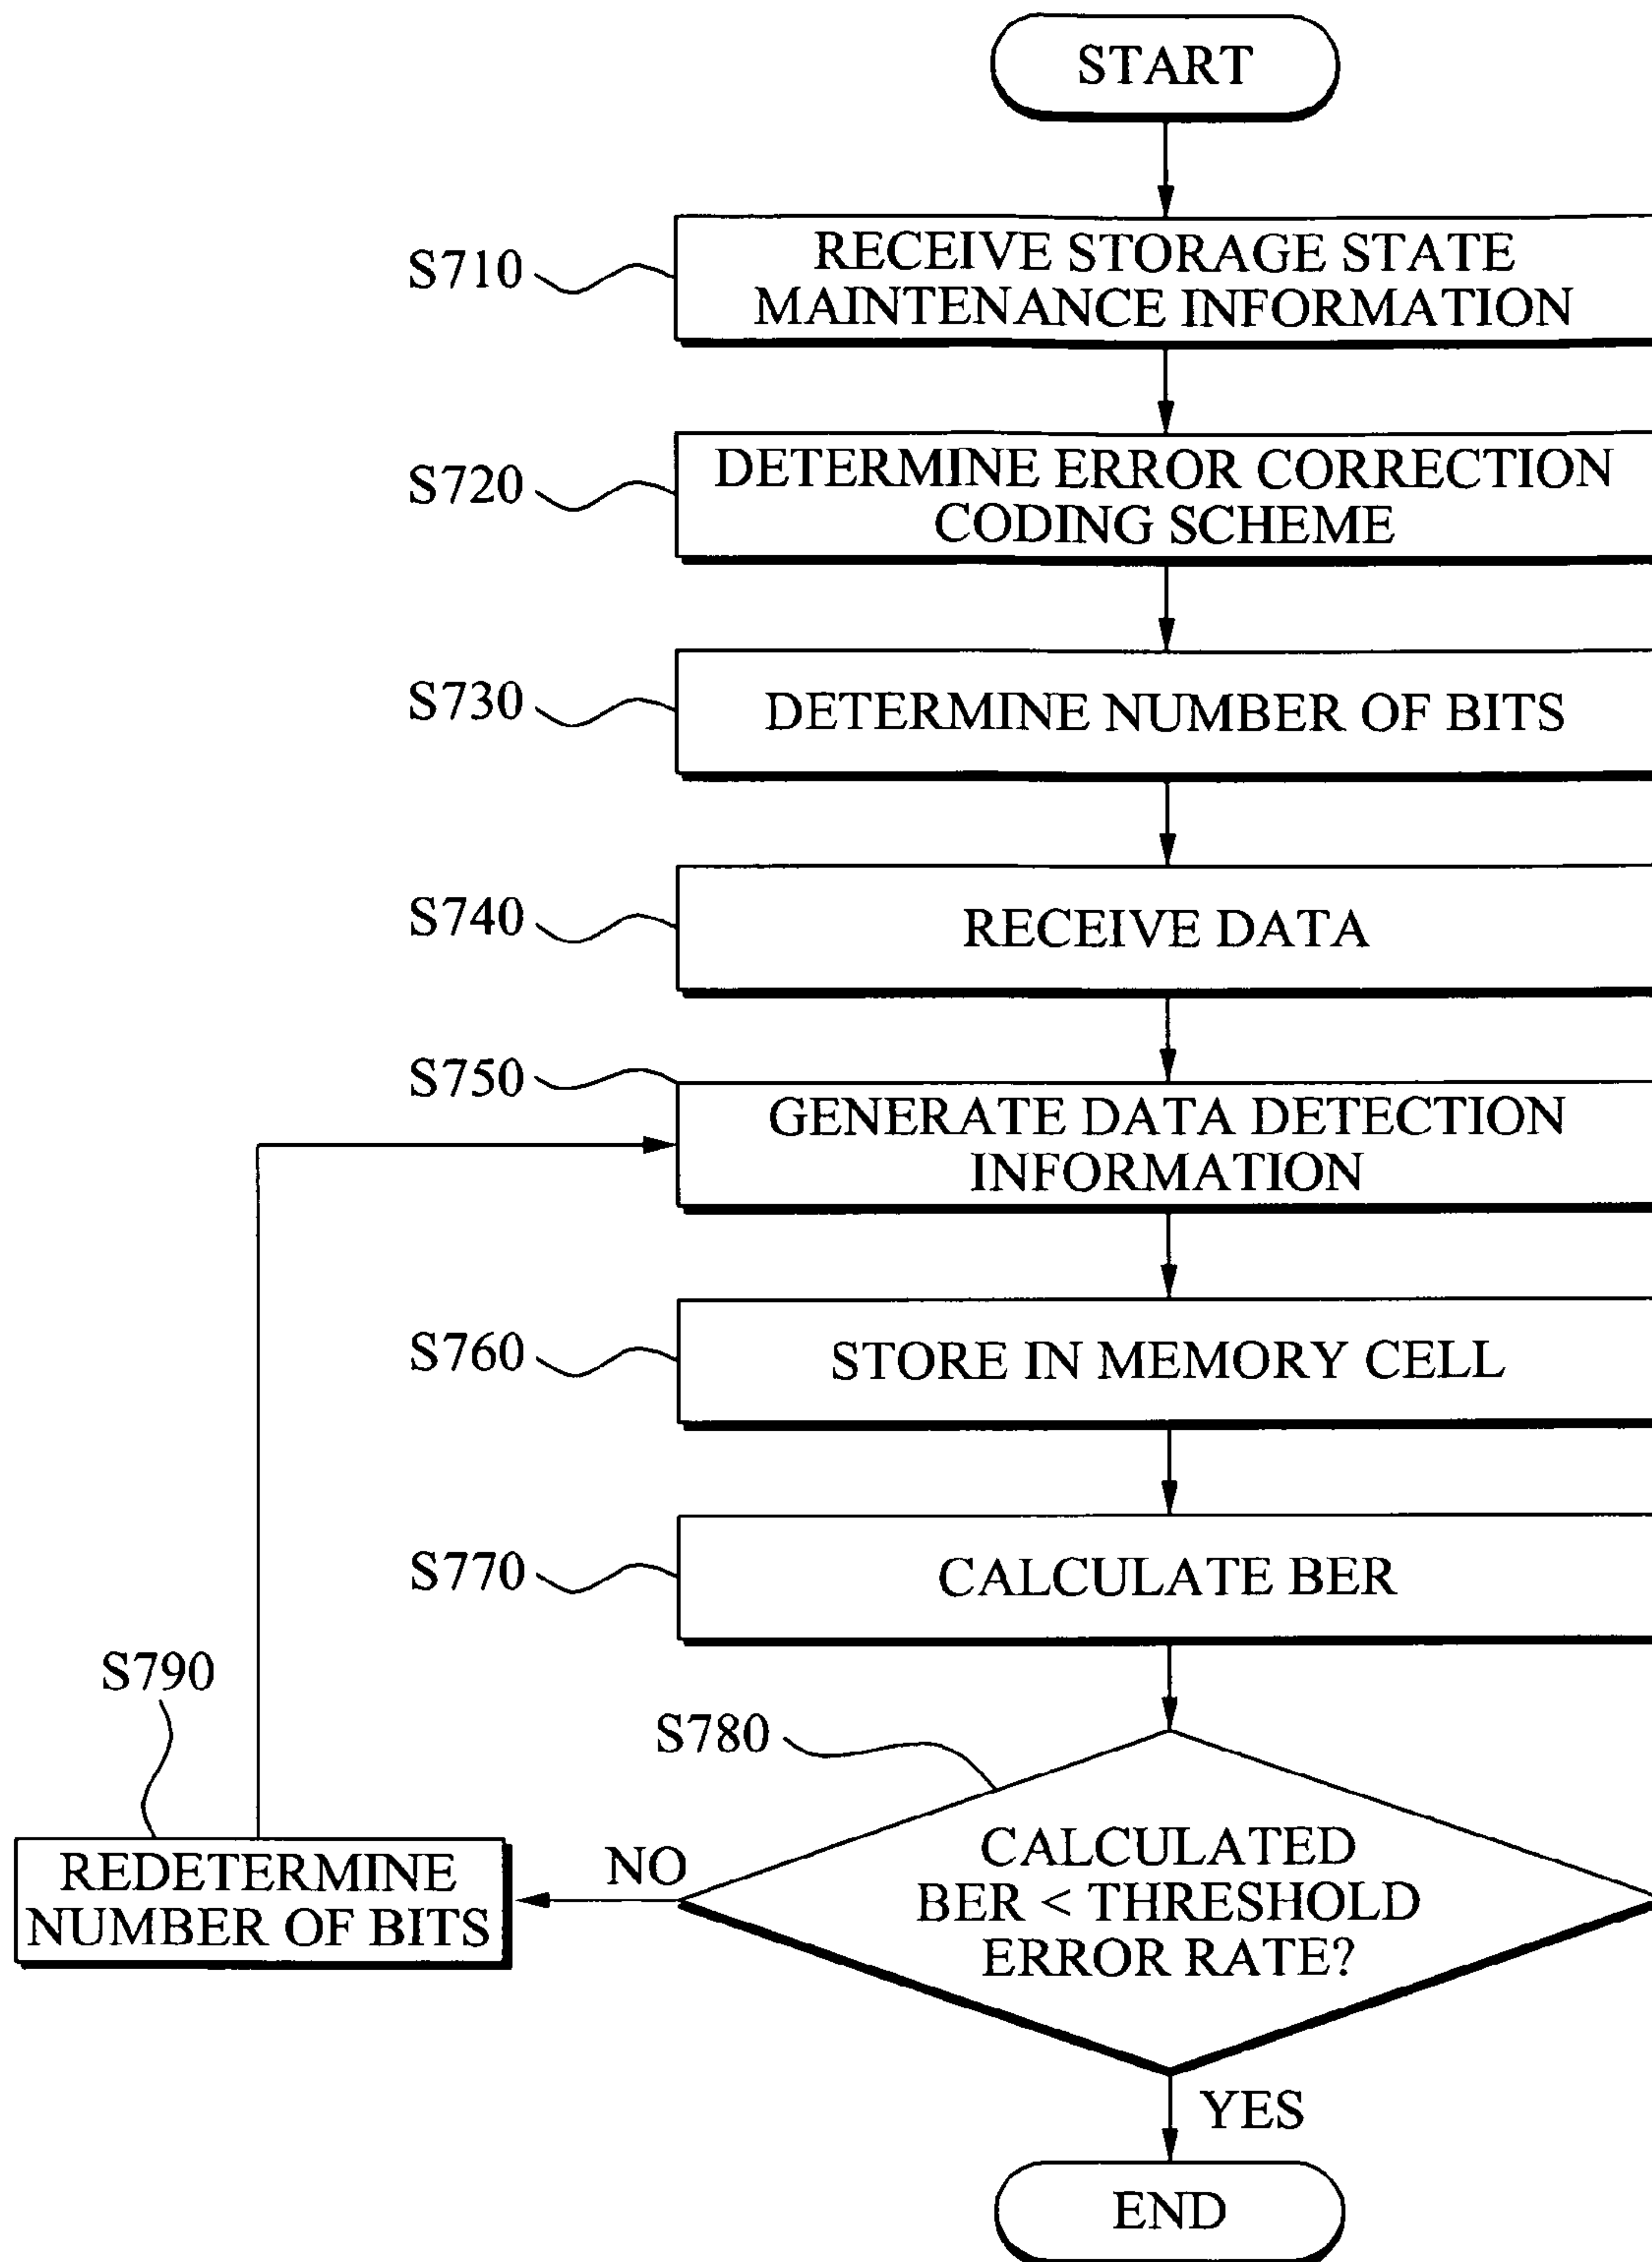 START
S710
RECEIVE STORAGE STATE
MAINTENANCE INFORMATION
S720
DETERMINE ERROR CORRECTION
CODING SCHEME
S730
DETERMINE NUMBER OF BITS
S740
RECEIVE DATA
S750
GENERATE DATA DETECTION
INFORMATION
S760
STORE IN MEMORY CELL
S770
CALCULATE BER
S780
CALCULATED
BER < THRESHOLD
ERROR RATE?
NO
S790
REDETERMINE
NUMBER OF BITS
YES
END